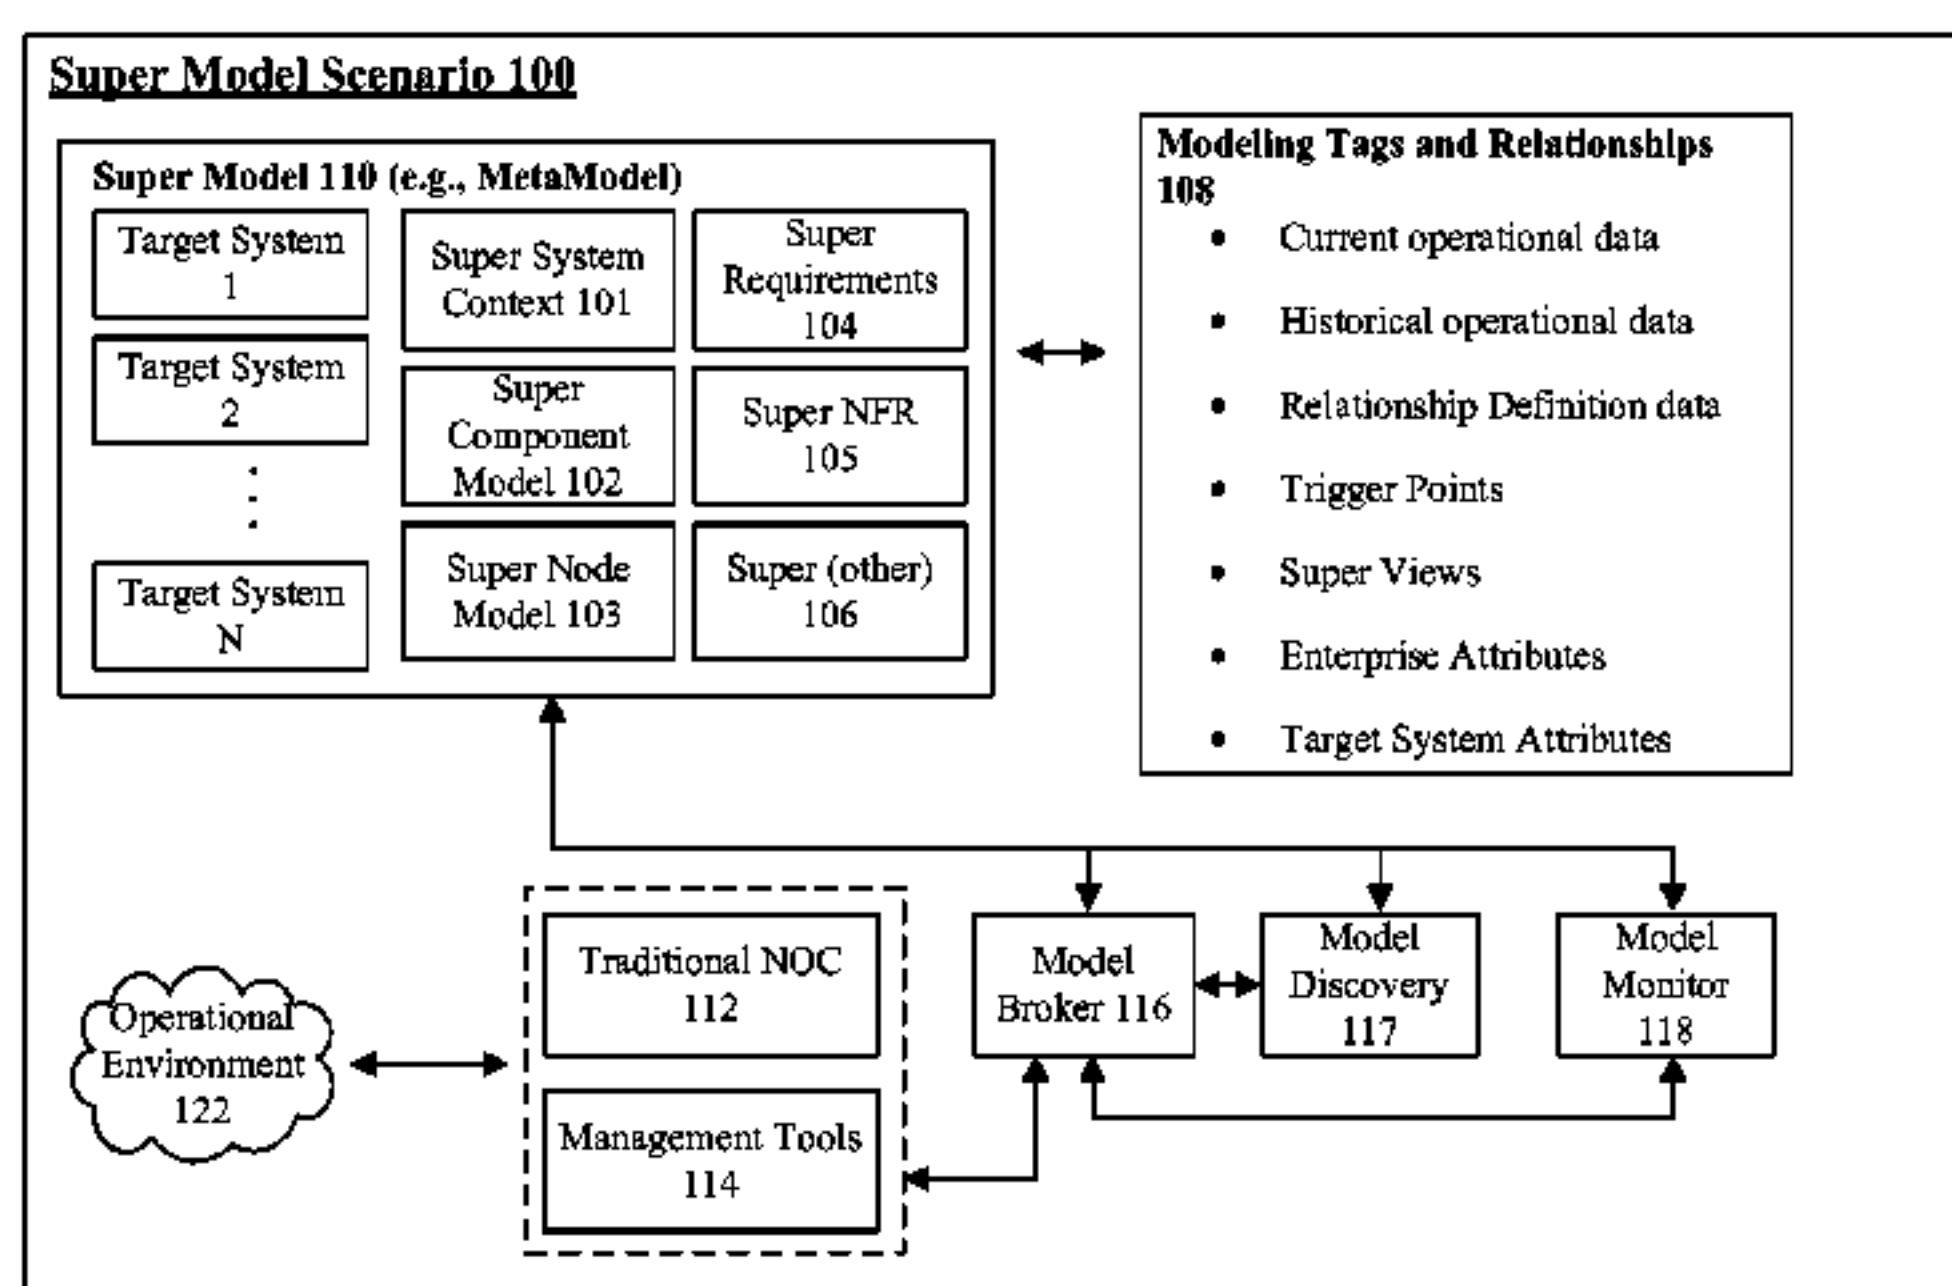 Super Model Scenario 100
Super Model 110 (e.g., MetaModel)
Target System
1
Target System
2
Target System
N
Super System
Context 101
Super
Component
Model 102
Super Node
Model 103
Super
Requirements
104
Super NFR
105
Super (other)
106
Modeling Tags and Relationships
108
• Current operational data
• Historical operational data
• Relationship Definition data
• Trigger Points
• Super Views
• Enterprise Attributes
• Target System Attributes
Operational
Environment
122
Traditional NOC
112
Management Tools
114
Model
Broker 116
Model
Discovery
117
Model
Monitor
118